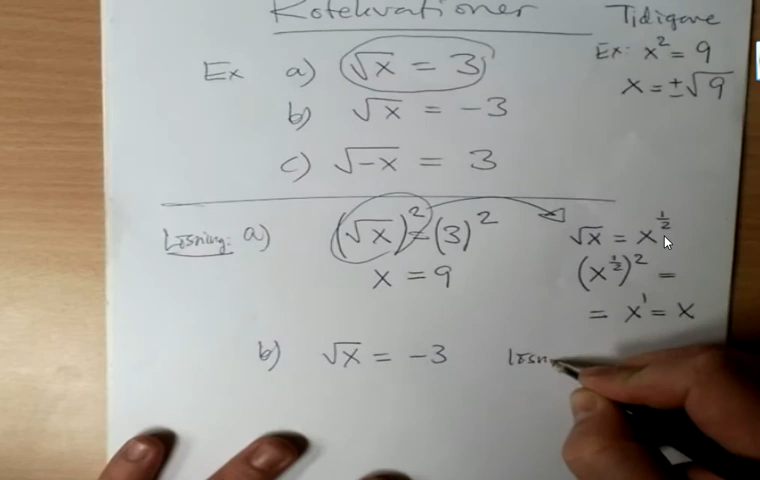 Rotekvationer
Tidigare
Ex: x² = 9
x = ±√9
Ex a) √x = 3
b) √x = -3
c) √-x = 3
Lösning: a) (√x)² = (3)²
x = 9
√x = x^½
(x^½)² =
= x¹ = x
b) √x = -3 Lösn